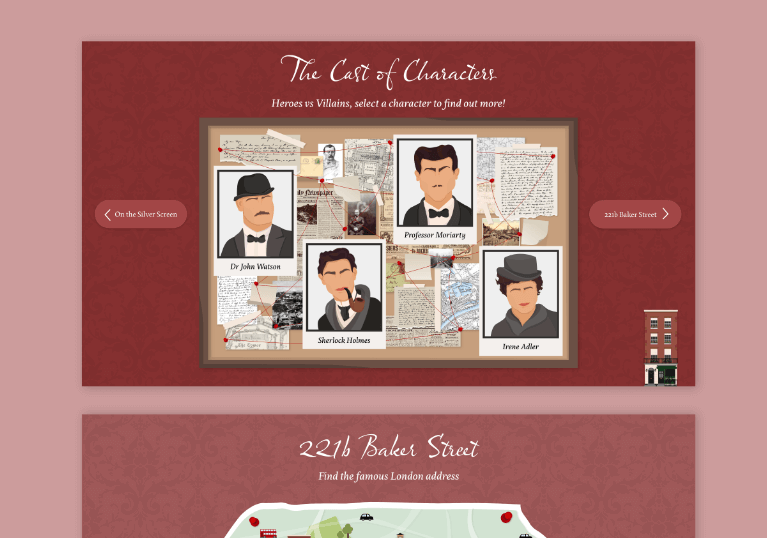 The Cast of Characters
Heroes vs Villains, select a character to find out more!
On the Silver Screen
221b Baker Street
Newspaper
Professor Moriarty
Dr John Watson
Sherlock Holmes
Irene Adler
221b Baker Street
Find the famous London address